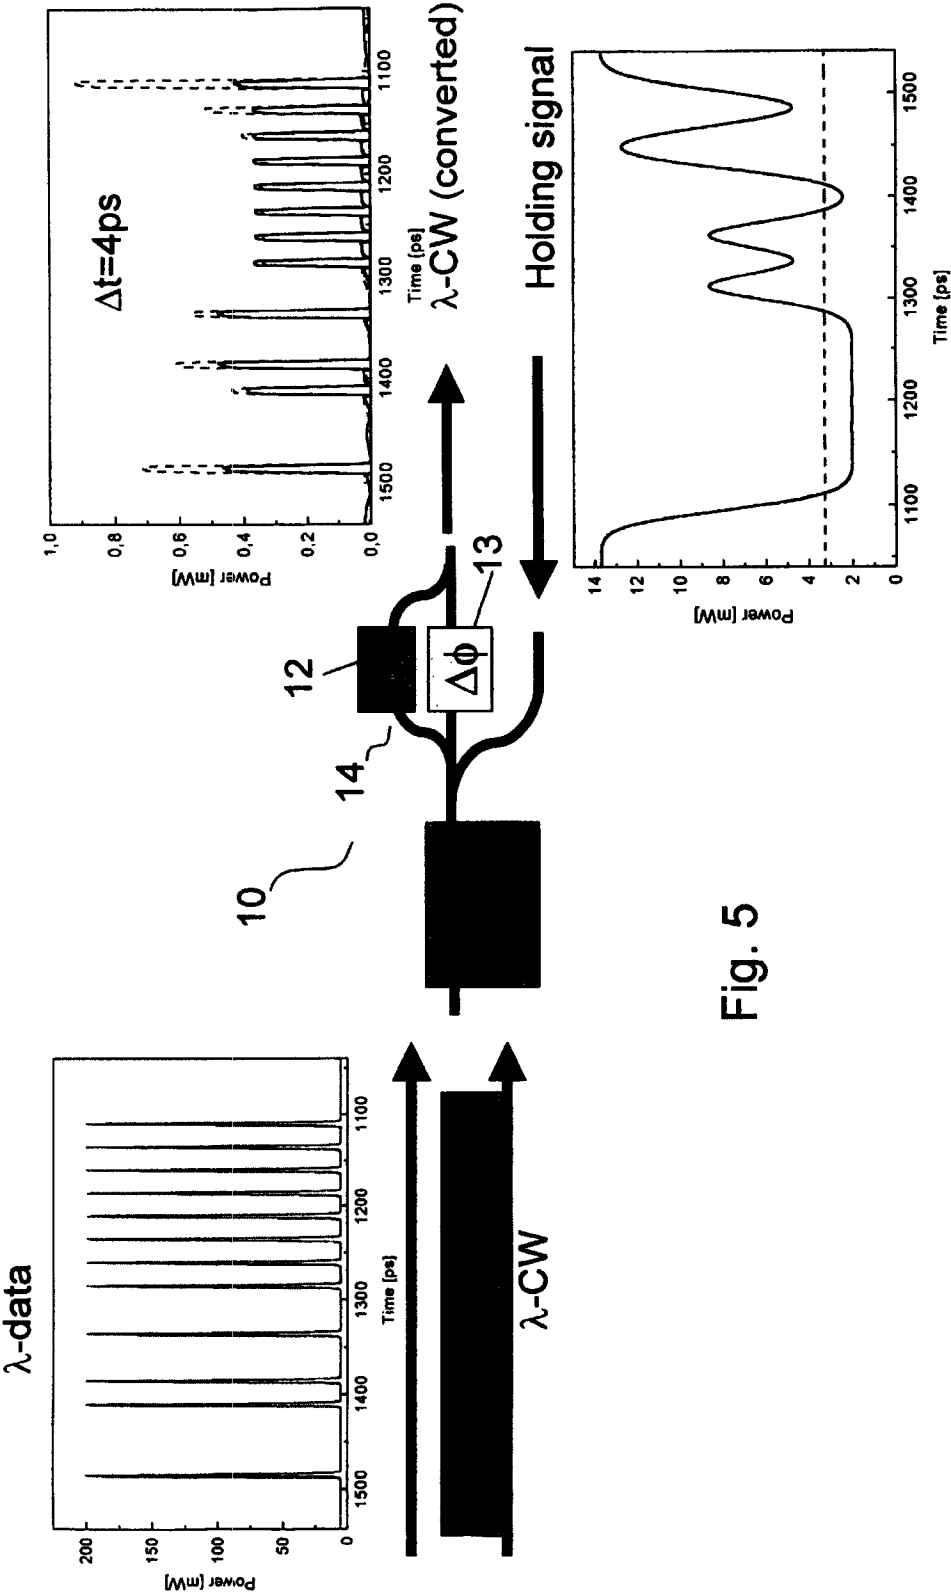 λ-data
Power [mW]
200
150
100
50
0
1500
1400
1300
1200
1100
Time [ps]
λ-CW
10
14
12
Δϕ
13
Δt=4ps
Power [mW]
1,0
0,8
0,6
0,4
0,2
0,0
1500
1400
1300
1200
1100
Time [ps]
λ-CW (converted)
Holding signal
Power [mW]
14
12
10
8
6
4
2
0
1100
1200
1300
1400
1500
Time [ps]
Fig. 5